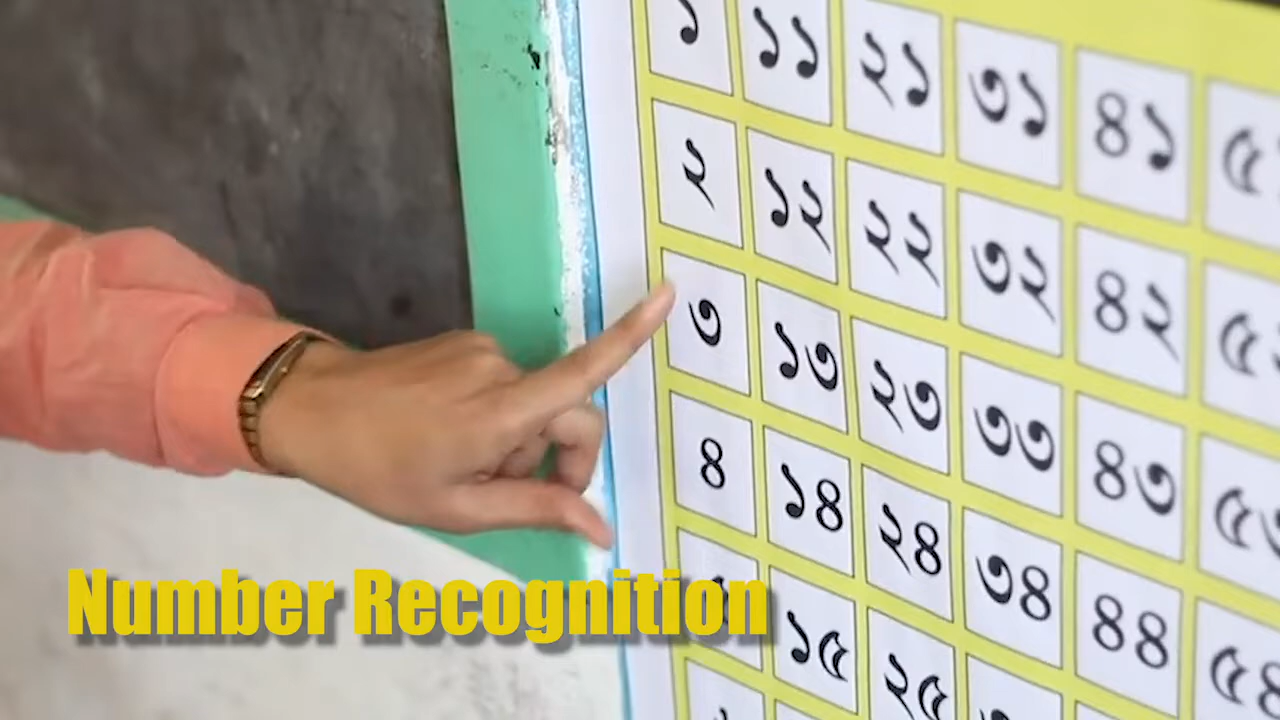 ১ ১১ ২১ ৩১ ৪১
২ ১২ ২২ ৩২ ৪২
৩ ১৩ ২৩ ৩৩ ৪৩
৪ ১৪ ২৪ ৩৪ ৪৪ ৫৪
Number Recognition
১৫ ২৫